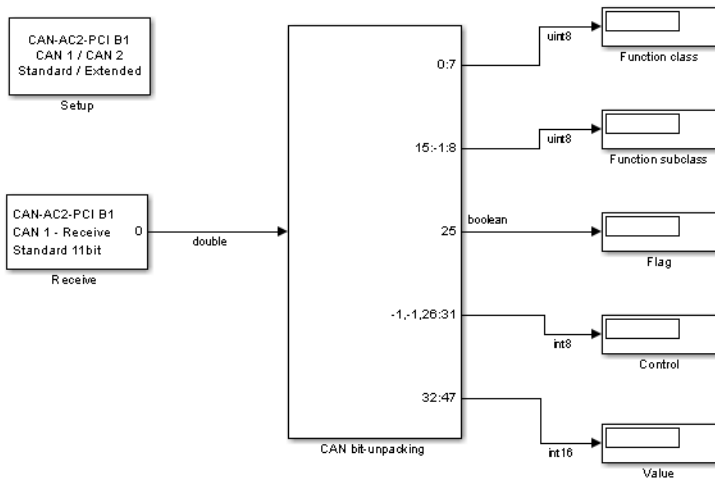 CAN-AC2-PCI B1
CAN 1 / CAN 2
Standard / Extended
Setup
CAN-AC2-PCI B1
CAN 1 - Receive
Standard 11bit
0
Receive
double
0:7
15:-1:8
25
-1,-1,26:31
32:47
CAN bit-unpacking
uint8
Function class
uint8
Function subclass
boolean
Flag
int8
Control
int16
Value